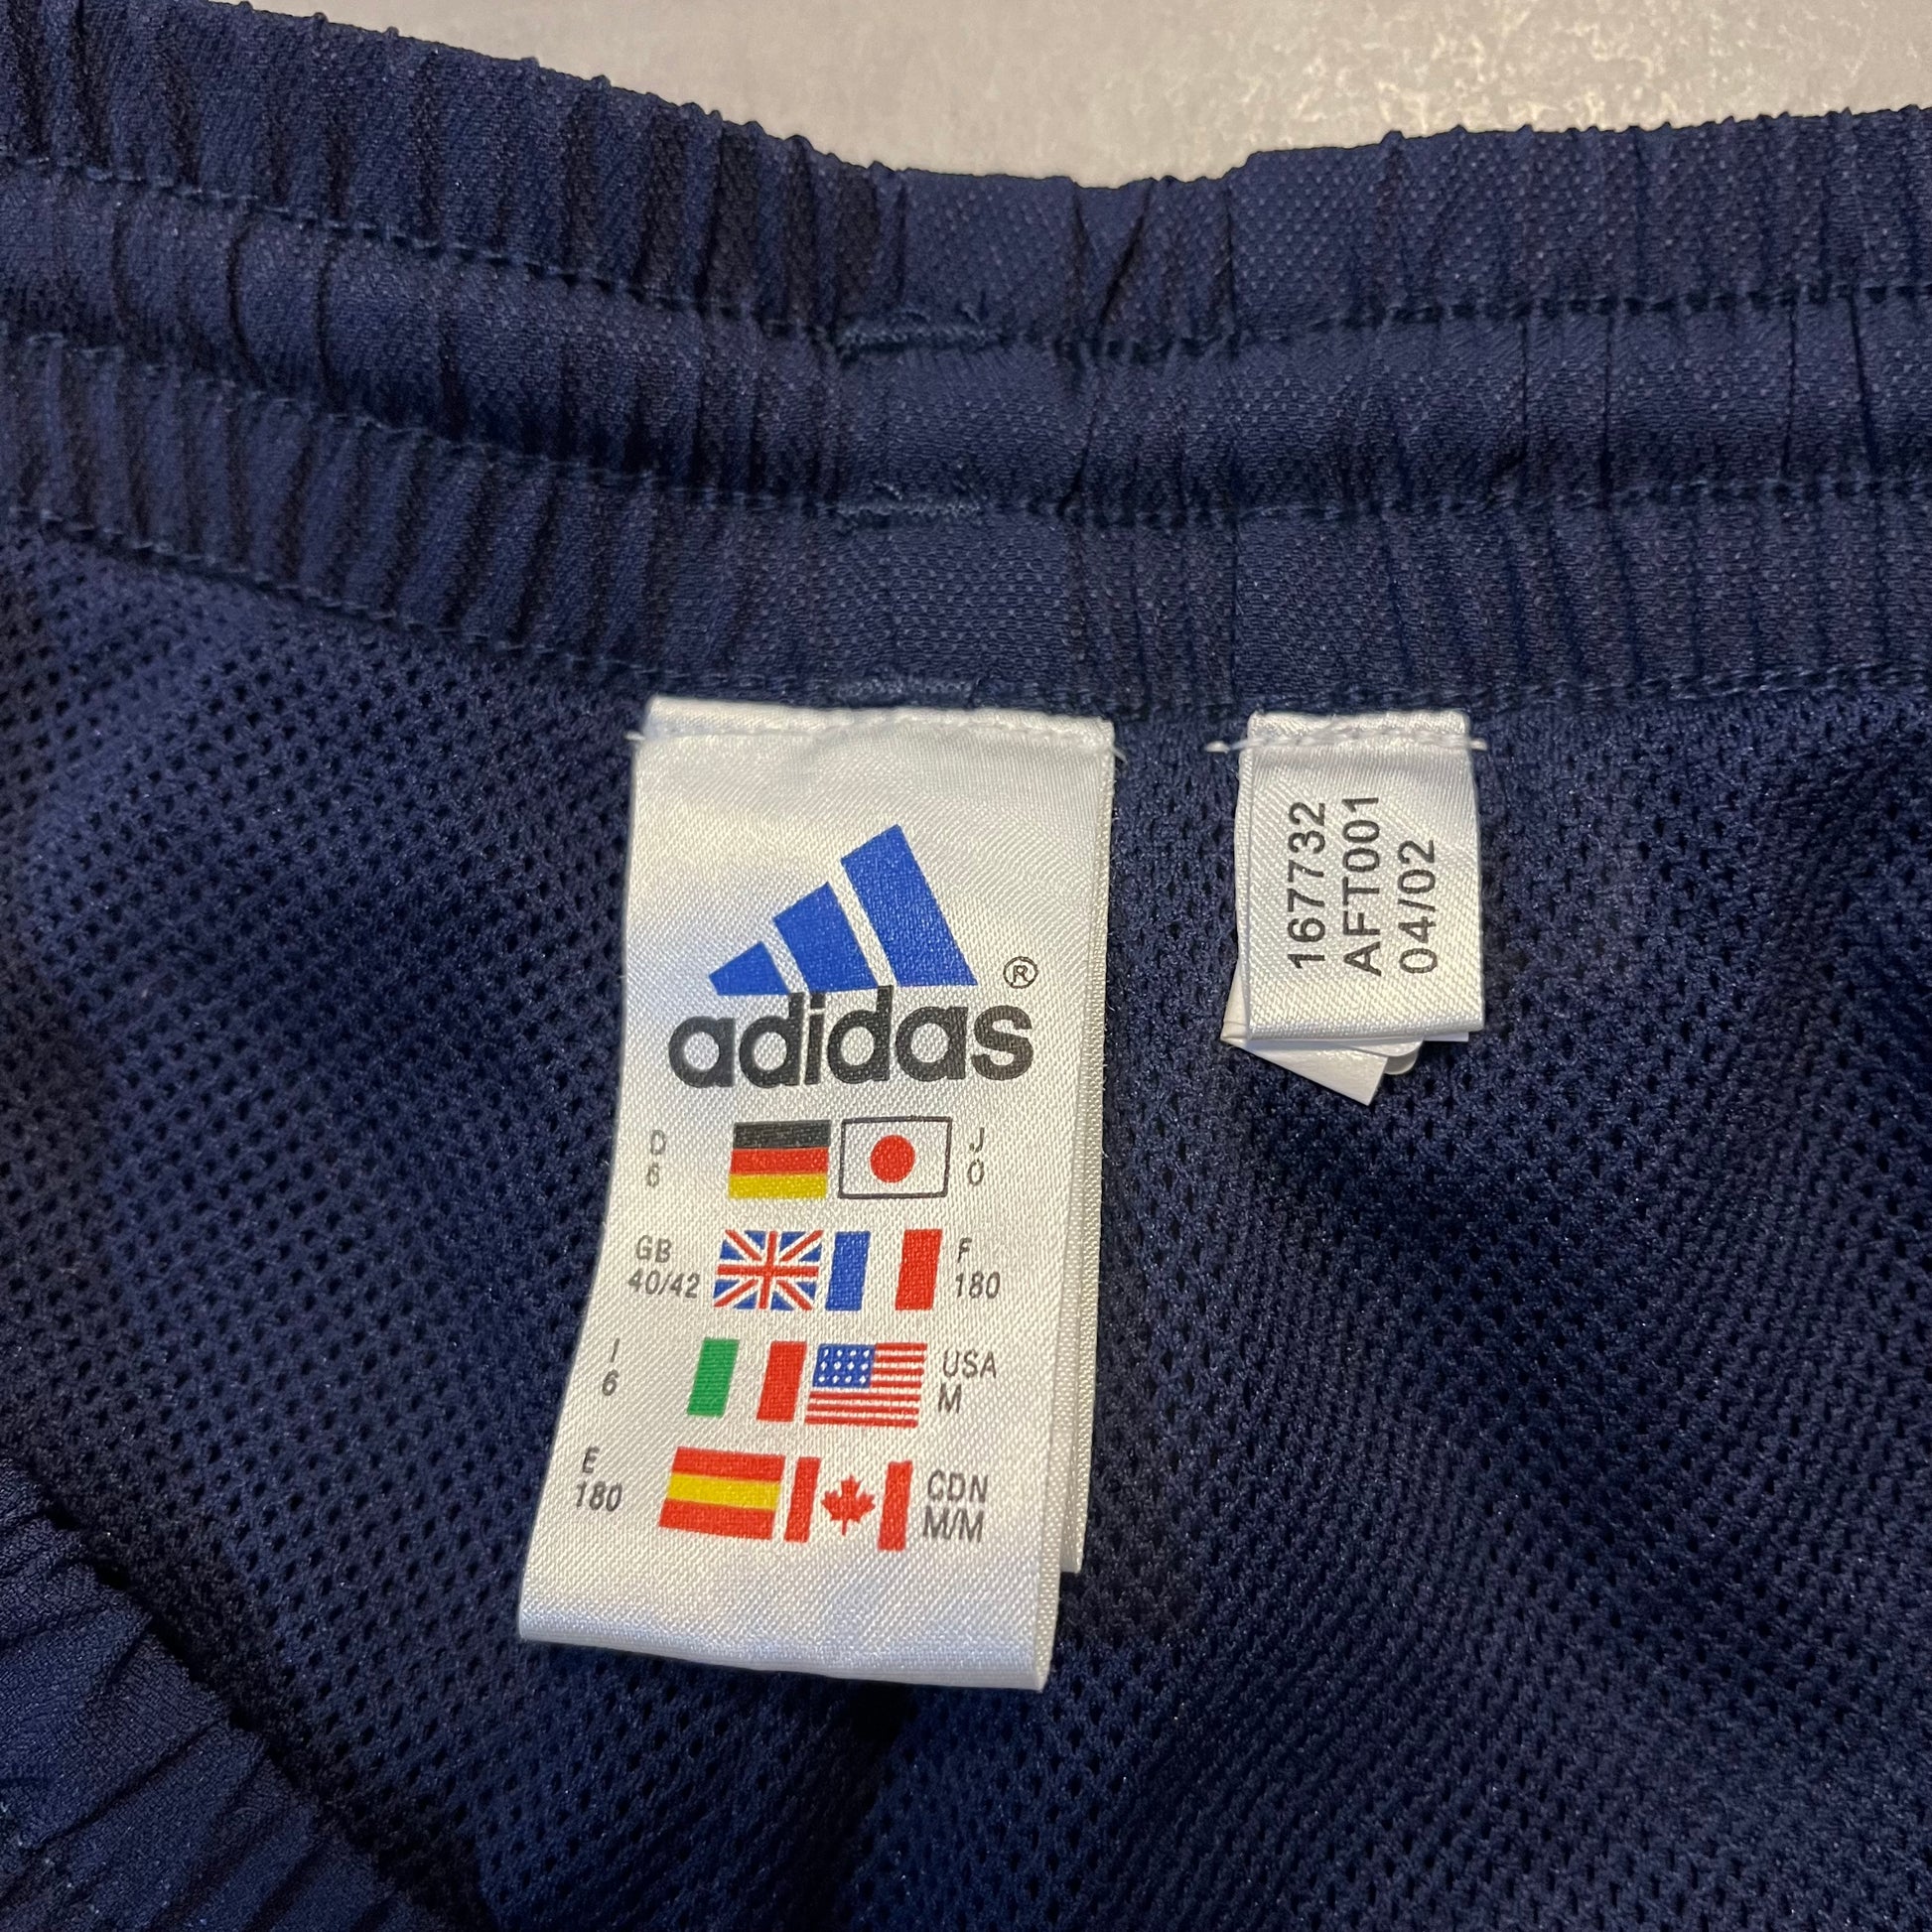 adidas®
D
6
J
O
GB
40/42
F
180
I
6
USA
M
E
180
CDN
M/M
167732
AFT001
04/02